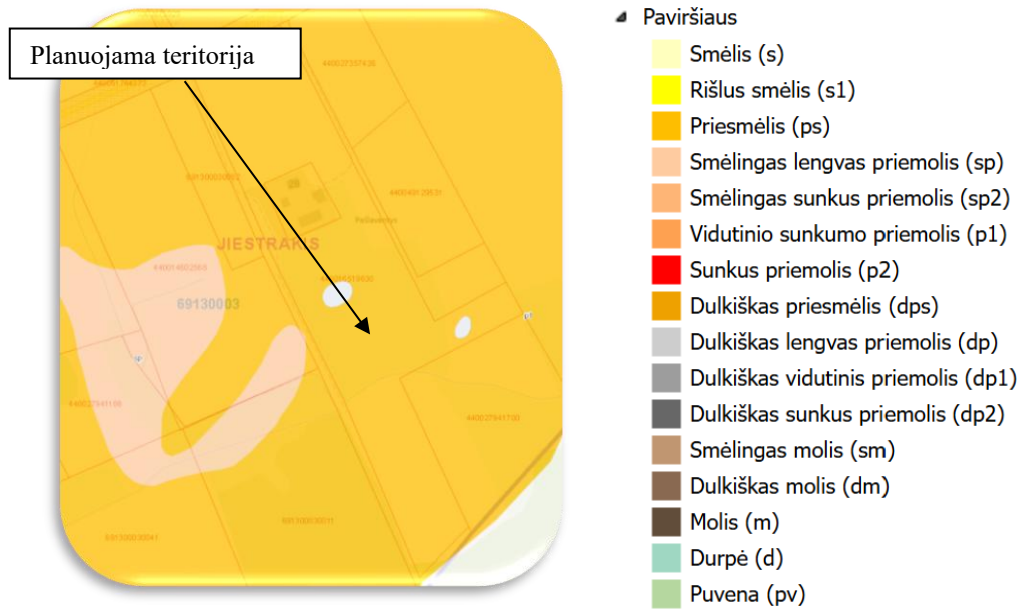 Planuojama teritorija
JIESTRAKIS
69130003
Paviršiaus
Smėlis (s)
Rišlus smėlis (s1)
Priesmėlis (ps)
Smėlingas lengvas priemolis (sp)
Smėlingas sunkus priemolis (sp2)
Vidutinio sunkumo priemolis (p1)
Sunkus priemolis (p2)
Dulkiškas priesmėlis (dps)
Dulkiškas lengvas priemolis (dp)
Dulkiškas vidutinis priemolis (dp1)
Dulkiškas sunkus priemolis (dp2)
Smėlingas molis (sm)
Dulkiškas molis (dm)
Molis (m)
Durpė (d)
Puvena (pv)